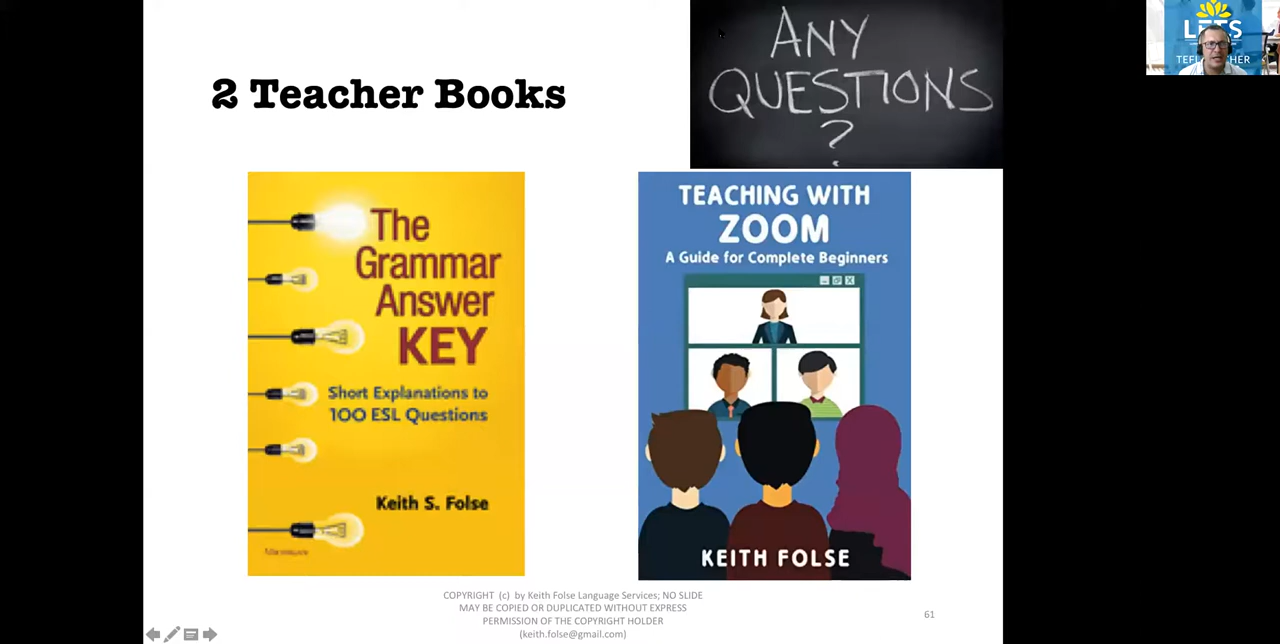 2 Teacher Books
ANY
QUESTIONS
?
LETS
TEFL
The
Grammar
Answer
KEY
Short Explanations to
100 ESL Questions
Keith S. Folse
TEACHING WITH
ZOOM
A Guide for Complete Beginners
KEITH FOLSE
COPYRIGHT (c) by Keith Folse Language Services; NO SLIDE
MAY BE COPIED OR DUPLICATED WITHOUT EXPRESS
PERMISSION OF THE COPYRIGHT HOLDER
(keith.folse@gmail.com)
61